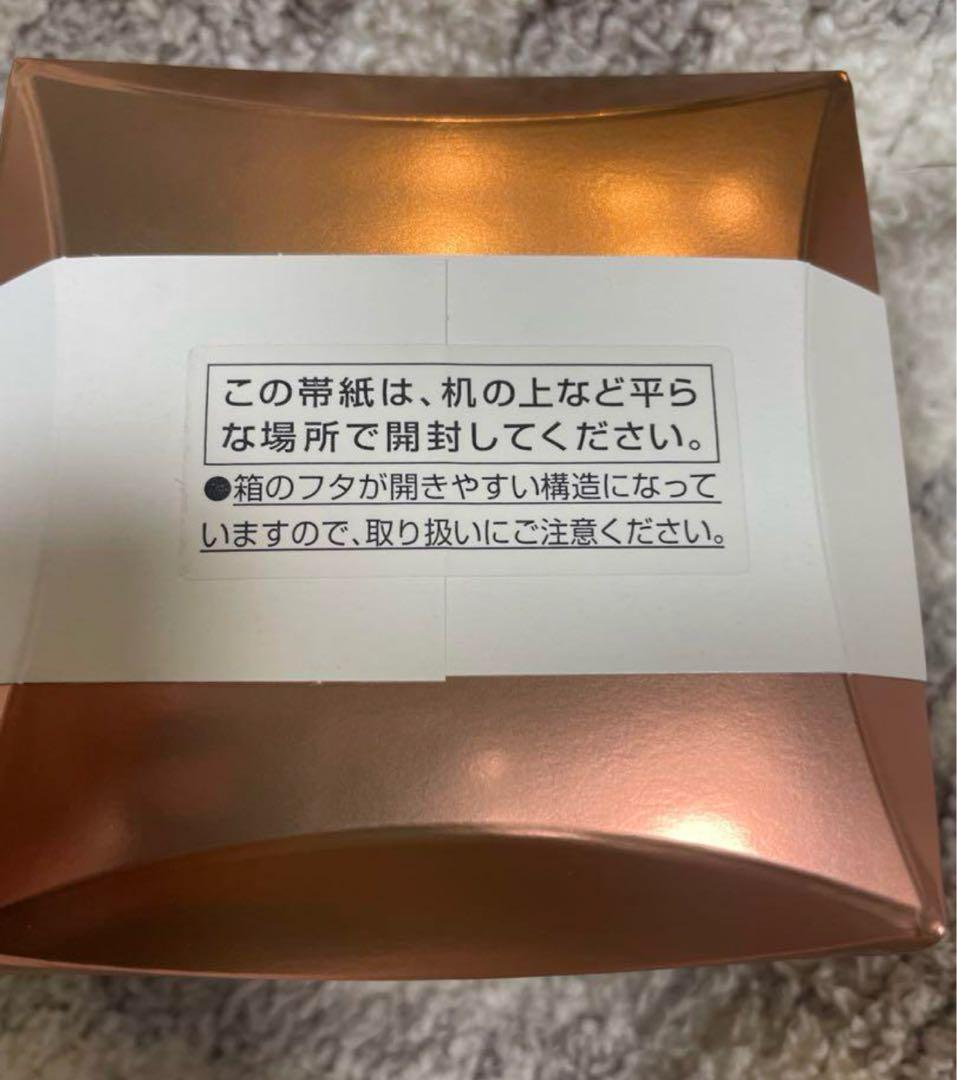 この帯紙は、机の上など平ら
な場所で開封してください。
●箱のフタが開きやすい構造になって
いますので、取り扱いにご注意ください。